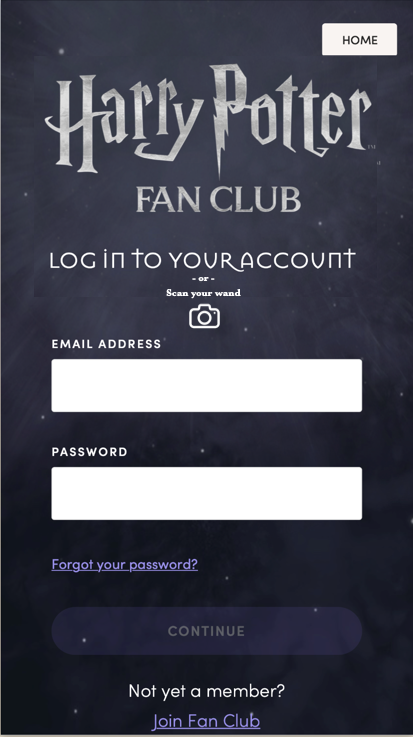 HOME
Harry Potter
TM
FAN CLUB
LOG in TO YOUR ACCOUNT
- or -
Scan your wand
EMAIL ADDRESS
PASSWORD
Forgot your password?
CONTINUE
Not yet a member?
Join Fan Club